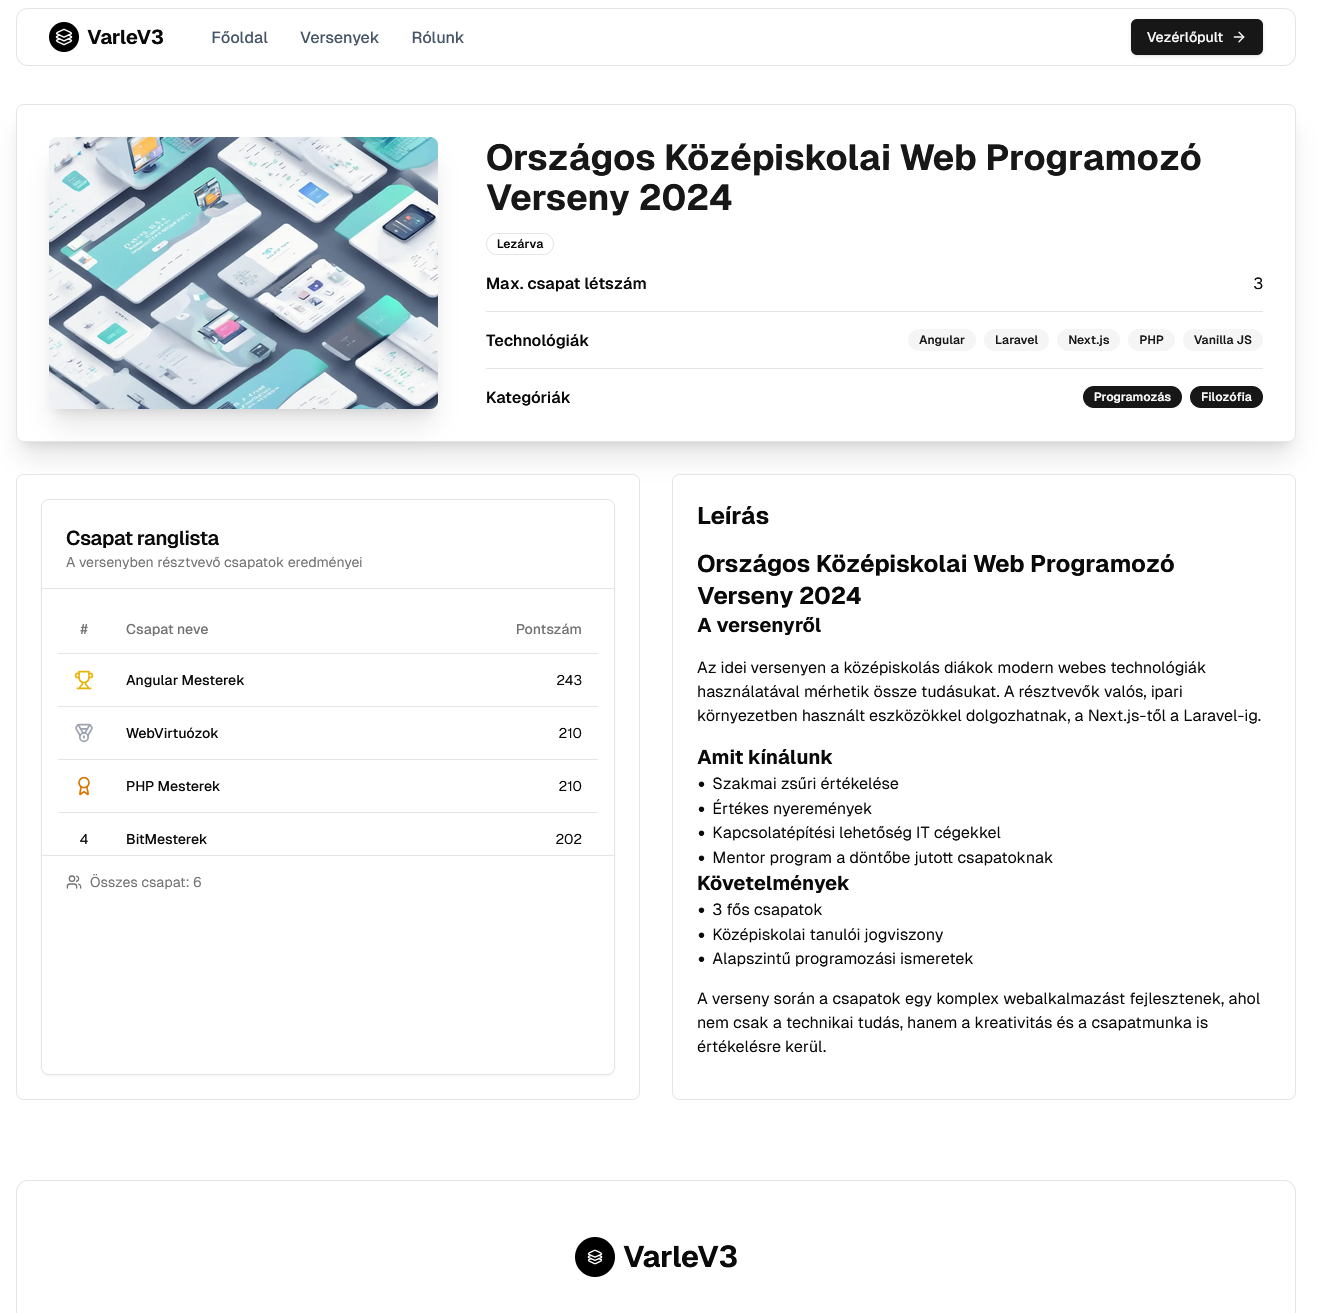 VarleV3
Főoldal
Versenyek
Rólunk
Vezérlőpult
Országos Középiskolai Web Programozó
Verseny 2024
Lezárva
Max. csapat létszám
3
Technológiák
Angular
Laravel
Next.js
PHP
Vanilla JS
Kategóriák
Programozás
Filozófia
Csapat ranglista
A versenyben résztvevő csapatok eredményei
# Csapat neve Pontszám
Angular Mesterek 243
WebVirtuózok 210
PHP Mesterek 210
4 BitMesterek 202
Összes csapat: 6
Leírás
Országos Középiskolai Web Programozó
Verseny 2024
A versenyről
Az idei versenyen a középiskolás diákok modern webes technológiák
használatával mérhetik össze tudásukat. A résztvevők valós, ipari
környezetben használt eszközökkel dolgozhatnak, a Next.js-től a Laravel-ig.
Amit kínálunk
• Szakmai zsűri értékelése
• Értékes nyeremények
• Kapcsolatépítési lehetőség IT cégekkel
• Mentor program a döntőbe jutott csapatoknak
Követelmények
• 3 fős csapatok
• Középiskolai tanulói jogviszony
• Alapszintű programozási ismeretek
A verseny során a csapatok egy komplex webalkalmazást fejlesztenek, ahol
nem csak a technikai tudás, hanem a kreativitás és a csapatmunka is
értékelésre kerül.
VarleV3